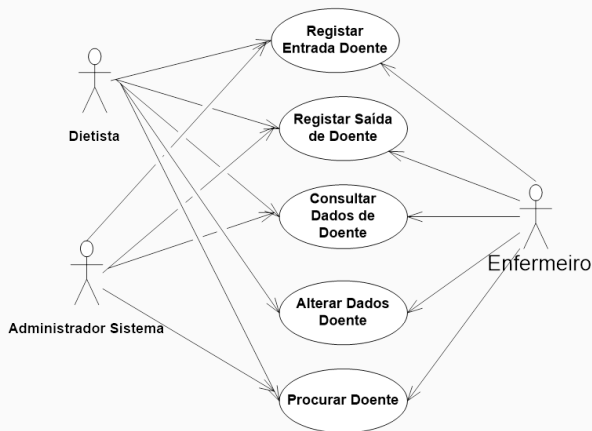 Registar
Entrada Doente
Dietista
Registar Saída
de Doente
Consultar
Dados de
Doente
Enfermeiro
Administrador Sistema
Alterar Dados
Doente
Procurar Doente